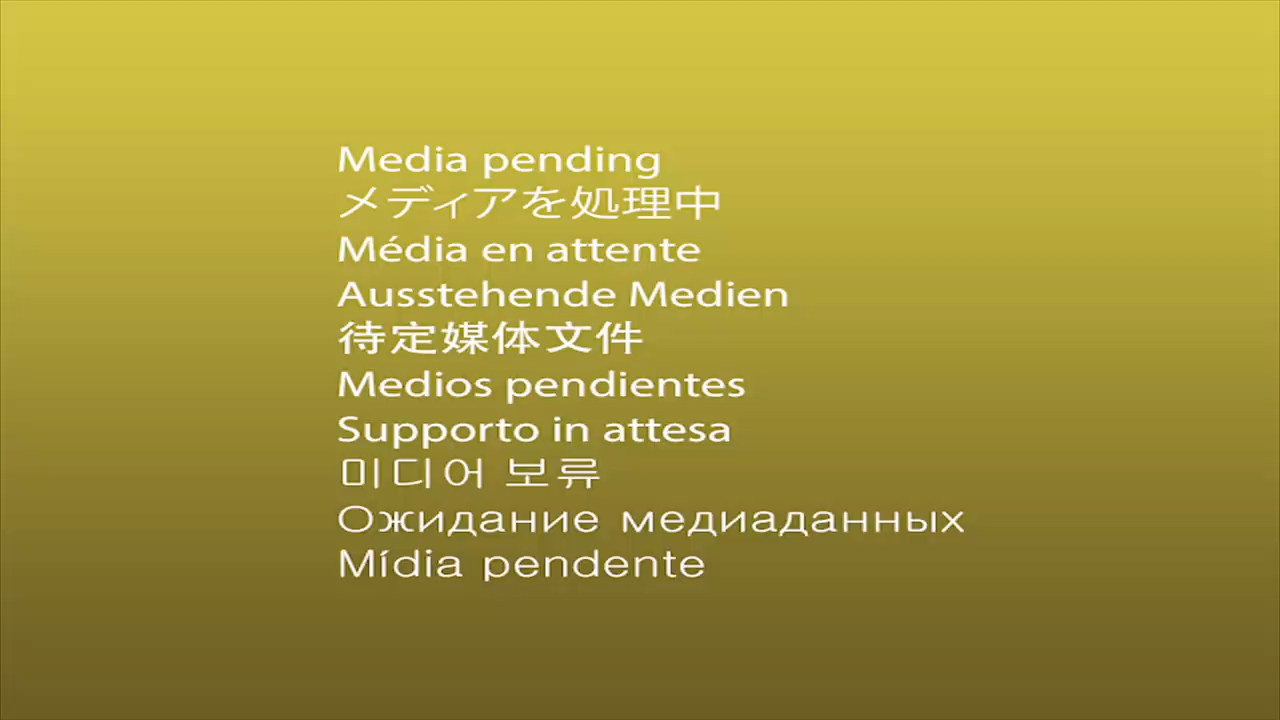 Media pending
メディアを処理中
Média en attente
Ausstehende Medien
待定媒体文件
Medios pendientes
Supporto in attesa
미디어 보류
Ожидание медиаданных
Mídia pendente